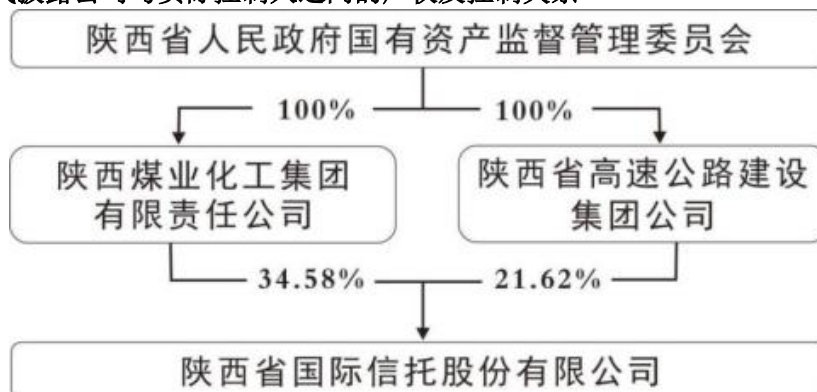 陕西省人民政府国有资产监督管理委员会
100%
100%
陕西煤业化工集团
有限责任公司
陕西省高速公路建设
集团公司
34.58%
21.62%
陕西省国际信托股份有限公司